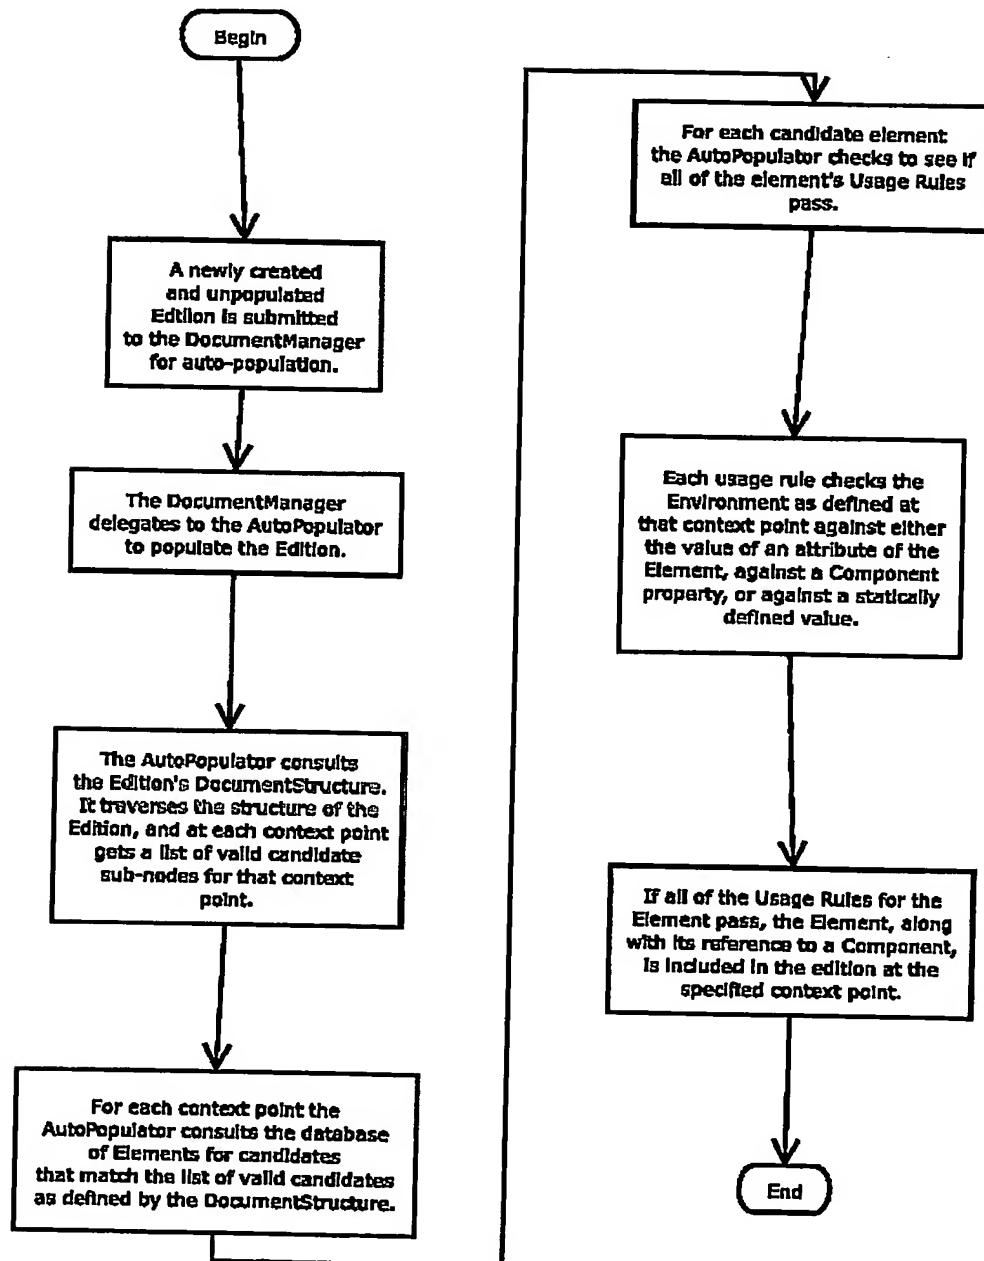 Begin
A newly created
and unpopulated
Edtiion is submitted
to the DocumentManager
for auto-population.
The DocumentManager
delegates to the AutoPopulator
to populate the Edition.
The AutoPopulator consults
the Edition's DocumentStructure.
It traverses the structure of the
Edition, and at each context point
gets a list of valid candidate
sub-nodes for that context
point.
For each context point the
AutoPopulator consults the database
of Elements for candidates
that match the list of valid candidates
as defined by the DocumentStructure.
For each candidate element
the AutoPopulator checks to see if
all of the element's Usage Rules
pass.
Each usage rule checks the
Environment as defined at
that context point against either
the value of an attribute of the
Element, against a Component
property, or against a statically
defined value.
If all of the Usage Rules for the
Element pass, the Element, along
with its reference to a Component,
is included in the edition at the
specified context point.
End